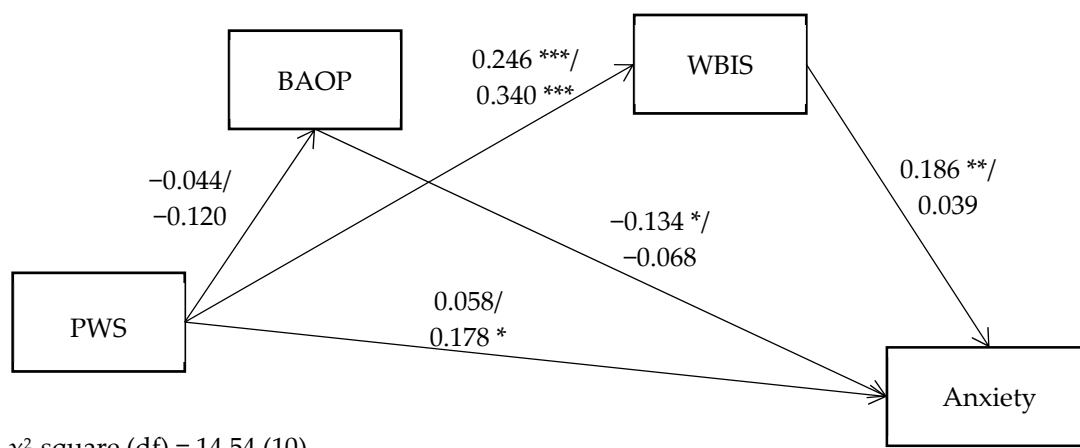 BAOP
WBIS
0.246 ***/
0.340 ***
−0.044/
−0.120
0.186 **/
0.039
−0.134 */
−0.068
PWS
0.058/
0.178 *
Anxiety
χ²-square (df) = 14.54 (10)